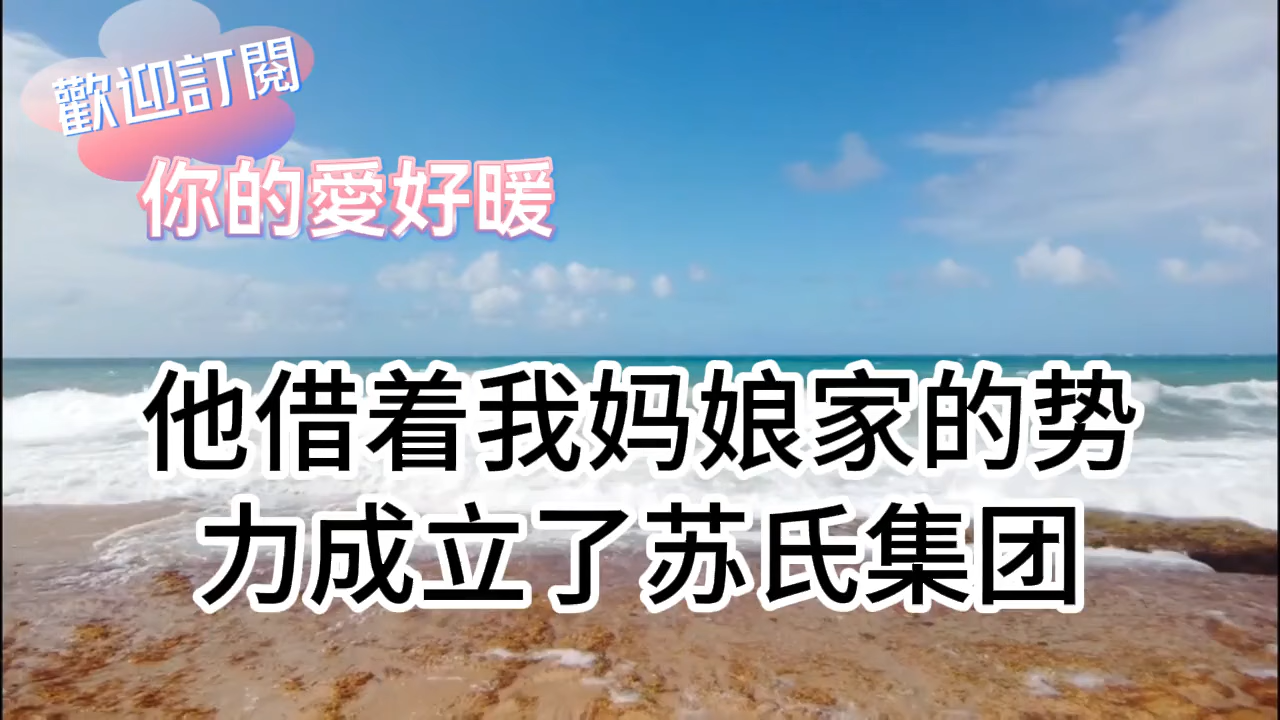 歡迎訂閱
你的愛好暖
他借着我妈娘家的势
力成立了苏氏集团